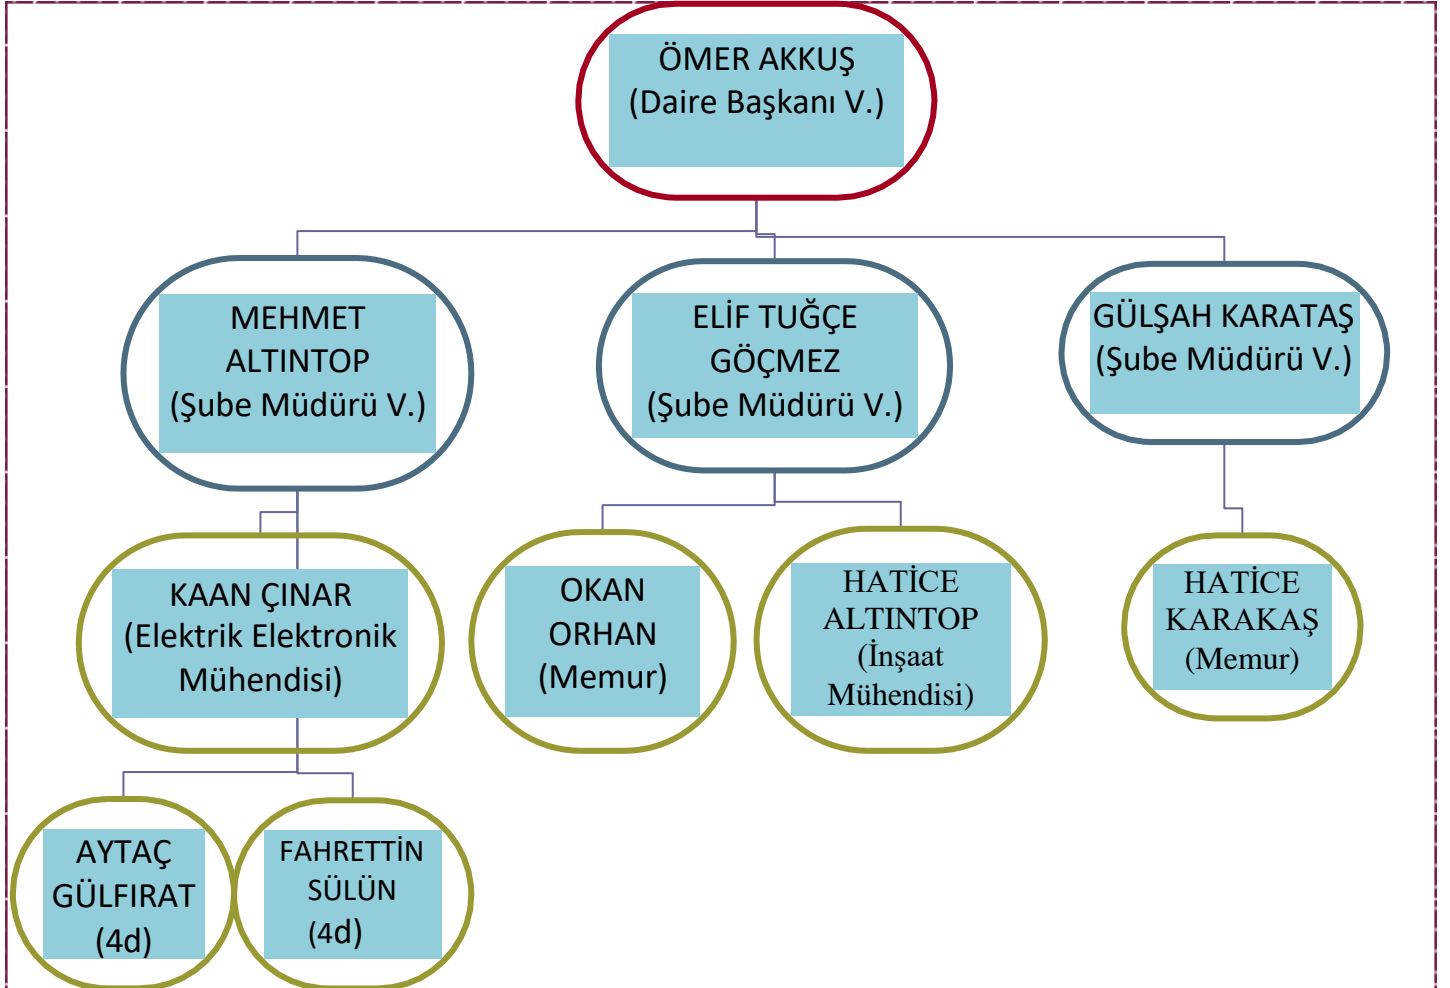 ÖMER AKKUŞ
(Daire Başkanı V.)
MEHMET
ALTINTOP
(Şube Müdürü V.)
ELİF TUĞÇE
GÖÇMEZ
(Şube Müdürü V.)
GÜLŞAH KARATAŞ
(Şube Müdürü V.)
KAAN ÇINAR
(Elektrik Elektronik
Mühendisi)
OKAN
ORHAN
(Memur)
HATİCE
ALTINTOP
(İnşaat
Mühendisi)
HATİCE
KARAKAŞ
(Memur)
AYTAÇ
GÜLFIRAT
(4d)
FAHRETTİN
SÜLÜN
(4d)